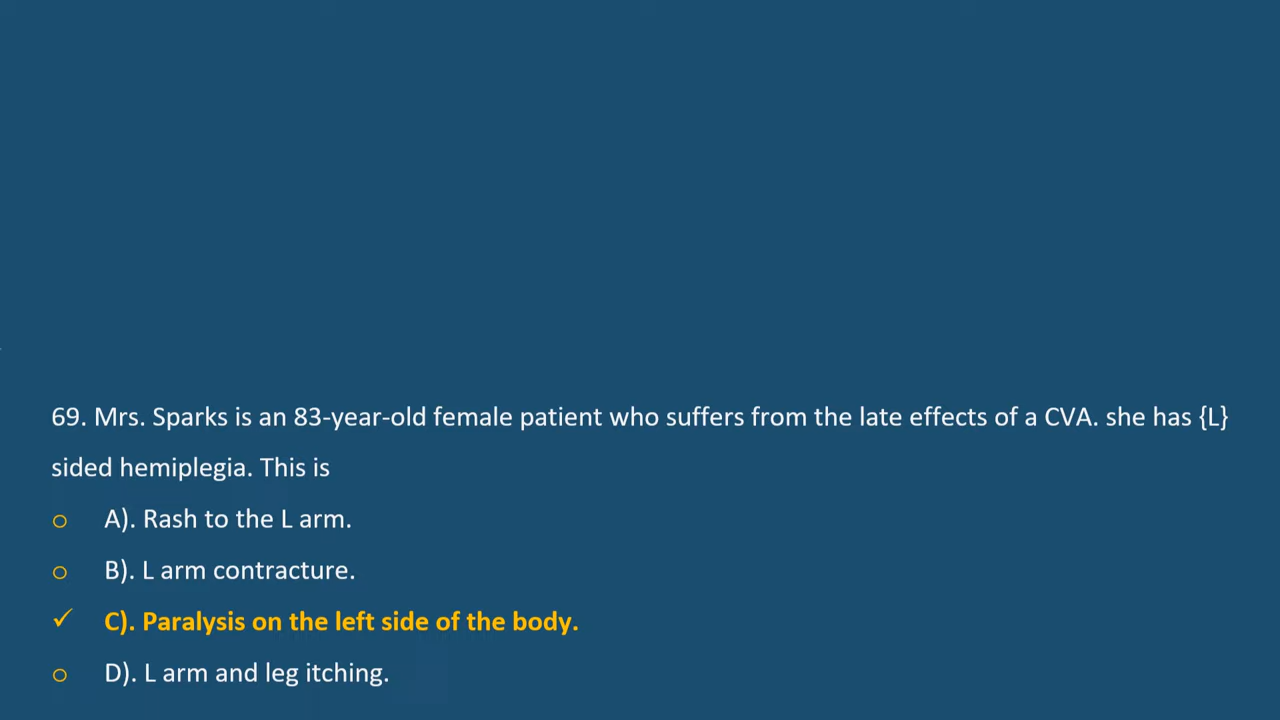 69. Mrs. Sparks is an 83-year-old female patient who suffers from the late effects of a CVA. she has {L}
sided hemiplegia. This is
o A). Rash to the L arm.
o B). L arm contracture.
✓ C). Paralysis on the left side of the body.
o D). L arm and leg itching.